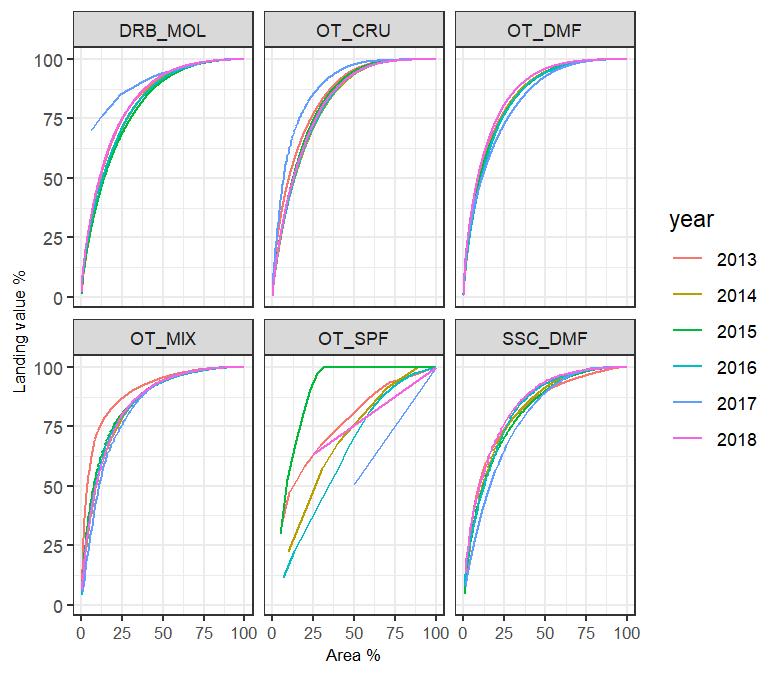 DRB_MOL OT_CRU OT_DMF
100
75
50
25
0
OT_MIX OT_SPF SSC_DMF
100
75
50
25
0
0 25 50 75 100 0 25 50 75 100 0 25 50 75 100
Area %
Landing value %
year
2013
2014
2015
2016
2017
2018